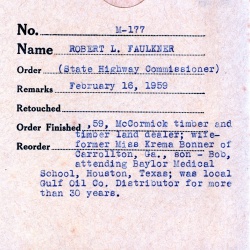 No. M-177
Name ROBERT L. FAULKNER
Order (State Highway Commissioner)
Remarks February 16, 1959
Retouched
Order Finished ,59, McCormick timber and
timber land dealer; wife-
Reorder former Miss Krema Bonner of
Carrollton, Ga., son - Bob,
attending Baylor Medical
School, Houston, Texas; was local
Gulf Oil Co. Distributor for more
than 30 years.